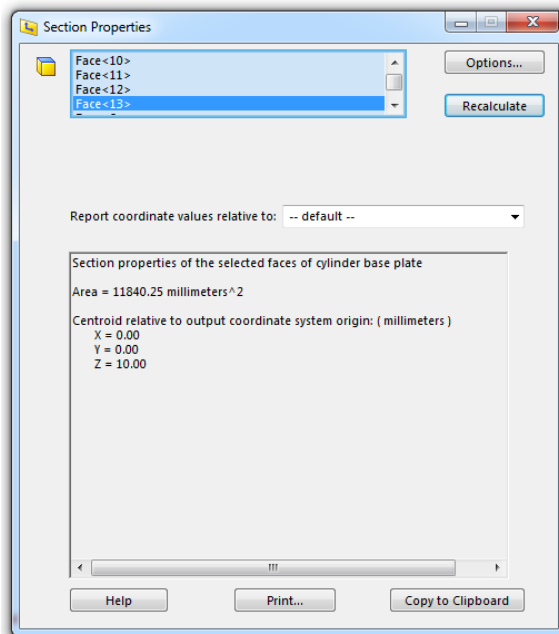 Section Properties
Face<10>
Face<11>
Face<12>
Face<13>
Options...
Recalculate
Report coordinate values relative to: -- default --
Section properties of the selected faces of cylinder base plate
Area = 11840.25 millimeters^2
Centroid relative to output coordinate system origin: ( millimeters )
X = 0.00
Y = 0.00
Z = 10.00
Help
Print...
Copy to Clipboard